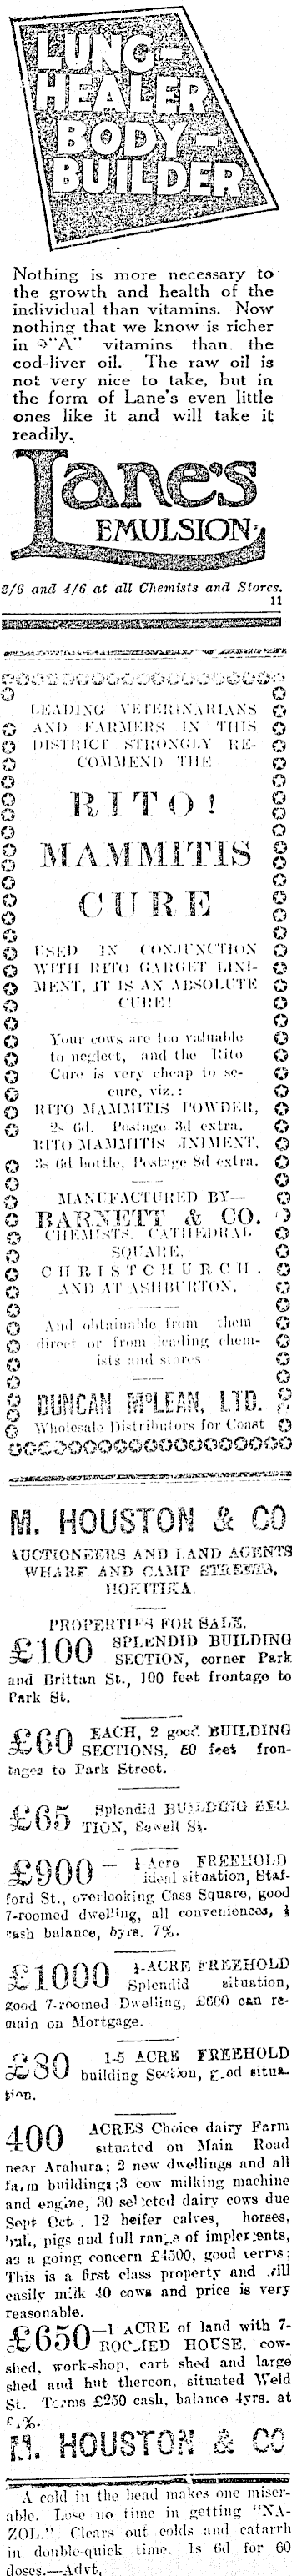 LUNG-
HEALER
BODY-
BUILDER
Nothing is more necessary to
the growth and health of the
individual than vitamins. Now
nothing that we know is richer
in "A" vitamins than the
cod-liver oil. The raw oil is
not very nice to take, but in
the form of Lane's even little
ones like it and will take it
readily.
Lane's
EMULSION
2/6 and 4/6 at all Chemists and Stores.
11
LEADING VETERINARIANS
AND FARMERS IN THIS
DISTRICT STRONGLY RE-
COMMEND THE
RITO!
MAMMITIS
CURE
USED IN CONJUNCTION
WITH RITO GARGET LINI-
MENT, IT IS AN ABSOLUTE
CURE!
Your cows are too valuable
to neglect, and the Rito
Cure is very cheap to se-
cure, viz.:
RITO MAMMITIS POWDER,
2s 6d. Postage 3d extra.
RITO MAMMITIS INIMENT,
3s 6d bottle, Postage 8d extra.
MANUFACTURED BY—
BARNETT & CO.
CHEMISTS, CATHEDRAL
SQUARE,
CHRISTCHURCH.
AND AT ASHBURTON.
And obtainable from them
direct or from leading chem-
ists and stores
DUNCAN McLEAN, LTD.
Wholesale Distributors for Coast
M. HOUSTON & CO
AUCTIONEERS AND LAND AGENTS
WHARF AND CAMP STREETS,
HOKITIKA.
PROPERTIES FOR SALE.
£100 SPLENDID BUILDING
SECTION, corner Park
and Brittan St., 100 feet frontage to
Park St.
£60 EACH, 2 good BUILDING
SECTIONS, 50 feet fron-
tages to Park Street.
£65 Splendid BUILDING SEC-
TION, Sewell St.
£900— ¼-Acre FREEHOLD
ideal situation, Staf-
ford St., overlooking Cass Square, good
7-roomed dwelling, all conveniences,
cash balance, 5yrs. 7%.
£1000 ¼-ACRE FREEHOLD
Splendid situation,
good 7-roomed Dwelling, £600 can re-
main on Mortgage.
£80 1-5 ACRE FREEHOLD
building Section, good situa-
tion.
400 ACRES Choice dairy Farm
situated on Main Road
near Arahura; 2 new dwellings and all
farm buildings;3 cow milking machine
and engine, 30 selected dairy cows due
Sept Oct. 12 heifer calves, horses,
bull, pigs and full range of implements,
as a going concern £4500, good terms;
This is a first class property and will
easily milk 40 cows and price is very
reasonable.
£650—1 ACRE of land with 7-
ROOMED HOUSE, cow-
shed, work-shop, cart shed and large
shed and hut thereon, situated Weld
St. Terms £250 cash, balance 4yrs. at
%.
M. HOUSTON & CO
A cold in the head makes one miser-
able. Lose no time in getting "NA-
ZOL." Clears out colds and catarrh
in double-quick time. 1s 6d for 60
doses.—Advt.